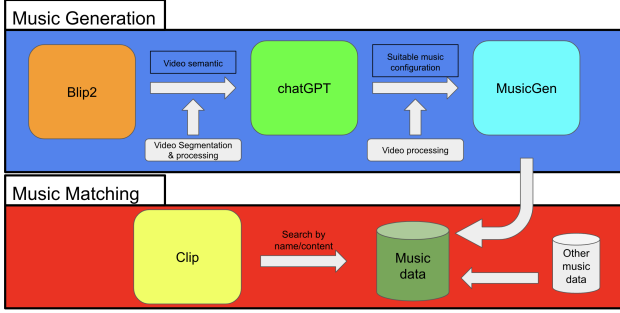 Music Generation
Blip2
Video semantic
chatGPT
Suitable music
configuration
MusicGen
Video Segmentation
& processing
Video processing
Music Matching
Clip
Search by
name/content
Music
data
Other
music
data